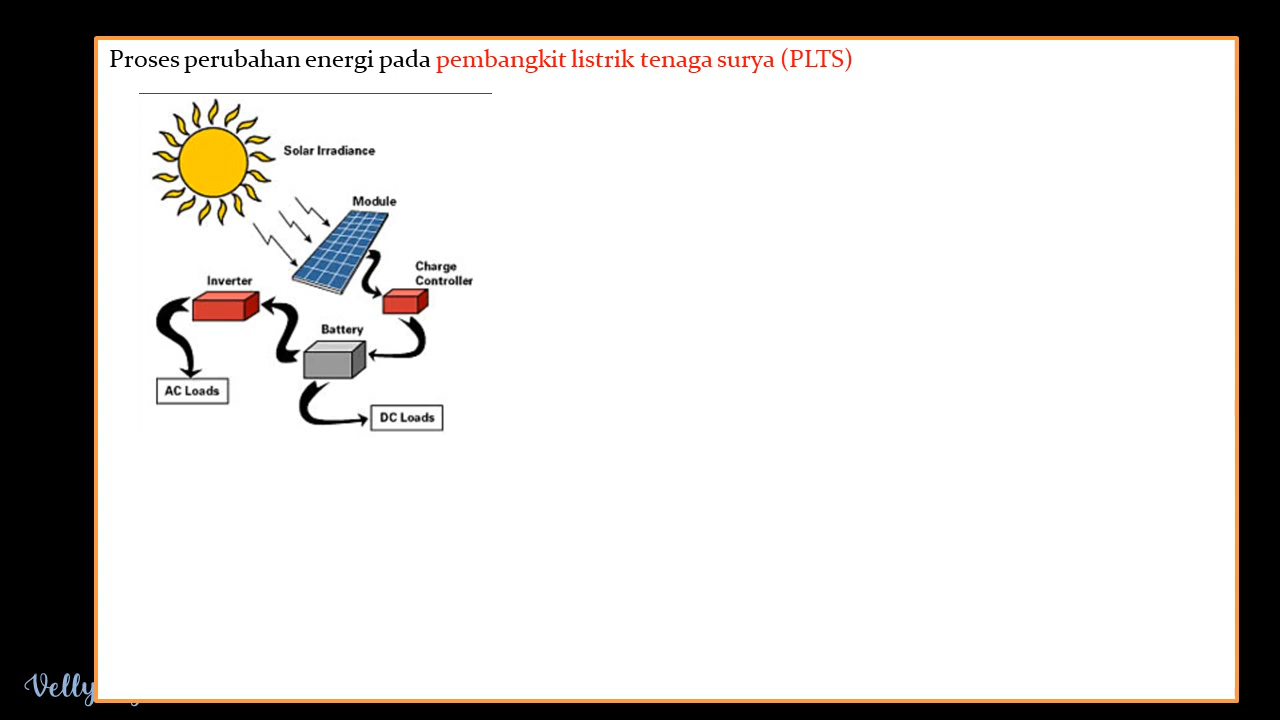 Proses perubahan energi pada pembangkit listrik tenaga surya (PLTS)
Solar Irradiance
Module
Charge
Controller
Inverter
Battery
AC Loads
DC Loads
Velly